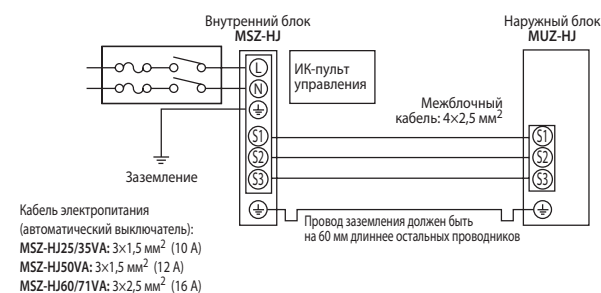 Внутренний блок
MSZ-HJ
Наружный блок
MUZ-HJ
L
N
ИК-пульт
управления
Межблочный
кабель: 4×2,5 мм²
S1
S2
S3
S1
S2
S3
Заземление
Провод заземления должен быть
на 60 мм длиннее остальных проводников
Кабель электропитания
(автоматический выключатель):
MSZ-HJ25/35VA: 3×1,5 мм² (10 А)
MSZ-HJ50VA: 3×1,5 мм² (12 А)
MSZ-HJ60/71VA: 3×2,5 мм² (16 А)